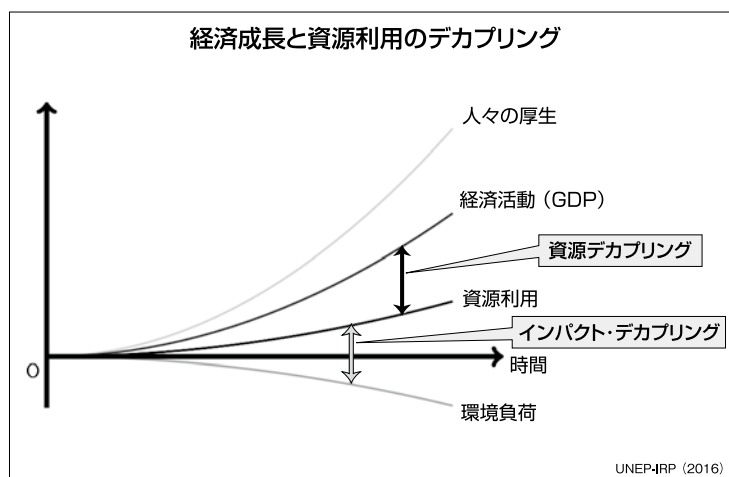 経済成長と資源利用のデカプリング
人々の厚生
経済活動（GDP）
資源デカプリング
資源利用
インパクト・デカプリング
時間
O
環境負荷
UNEP-IRP（2016）